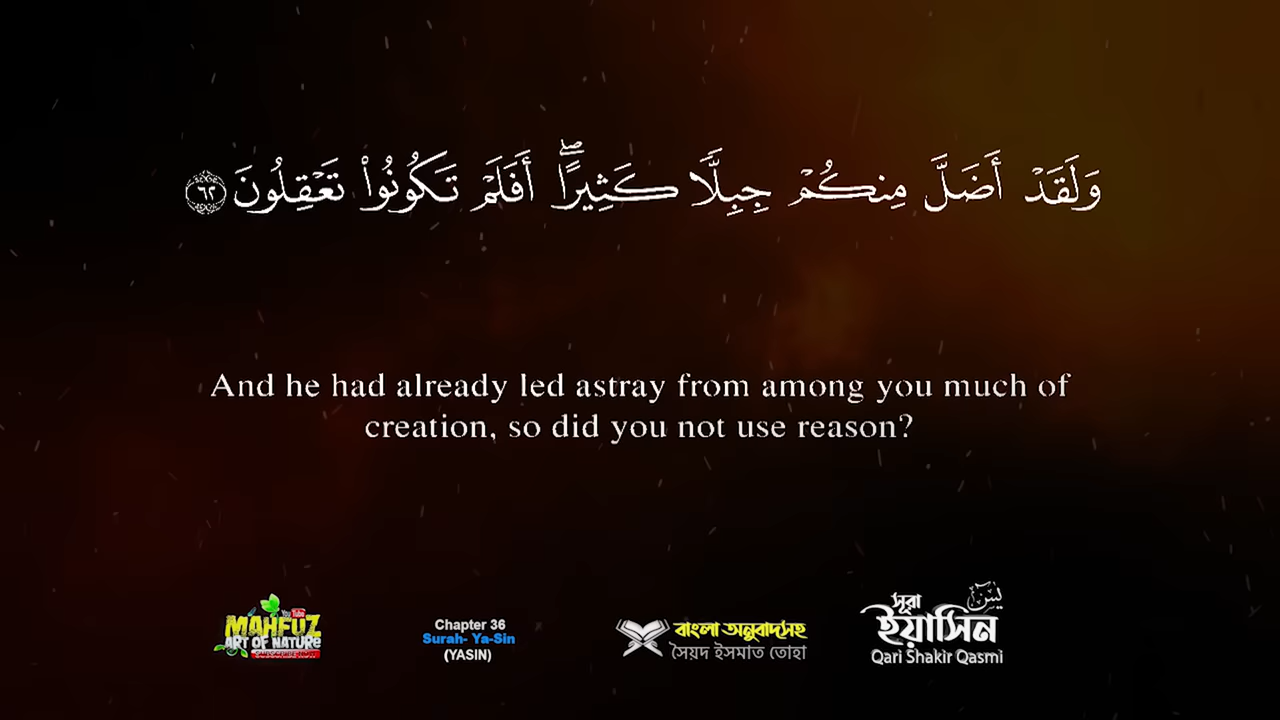 وَلَقَدْ أَضَلَّ مِنكُمْ جِبِلًّا كَثِيرًا ۖ أَفَلَمْ تَكُونُوا۟ تَعْقِلُونَ ٦٢
And he had already led astray from among you much of
creation, so did you not use reason?
You Tube
MAHFUZ
ART OF NATURE
Chapter 36
Surah- Ya-Sin
(YASIN)
বাংলা অনুবাদসহ
সৈয়দ ইসমাত তোহা
يسٓ
সূরা
ইয়াসিন
Qari Shakir Qasmi